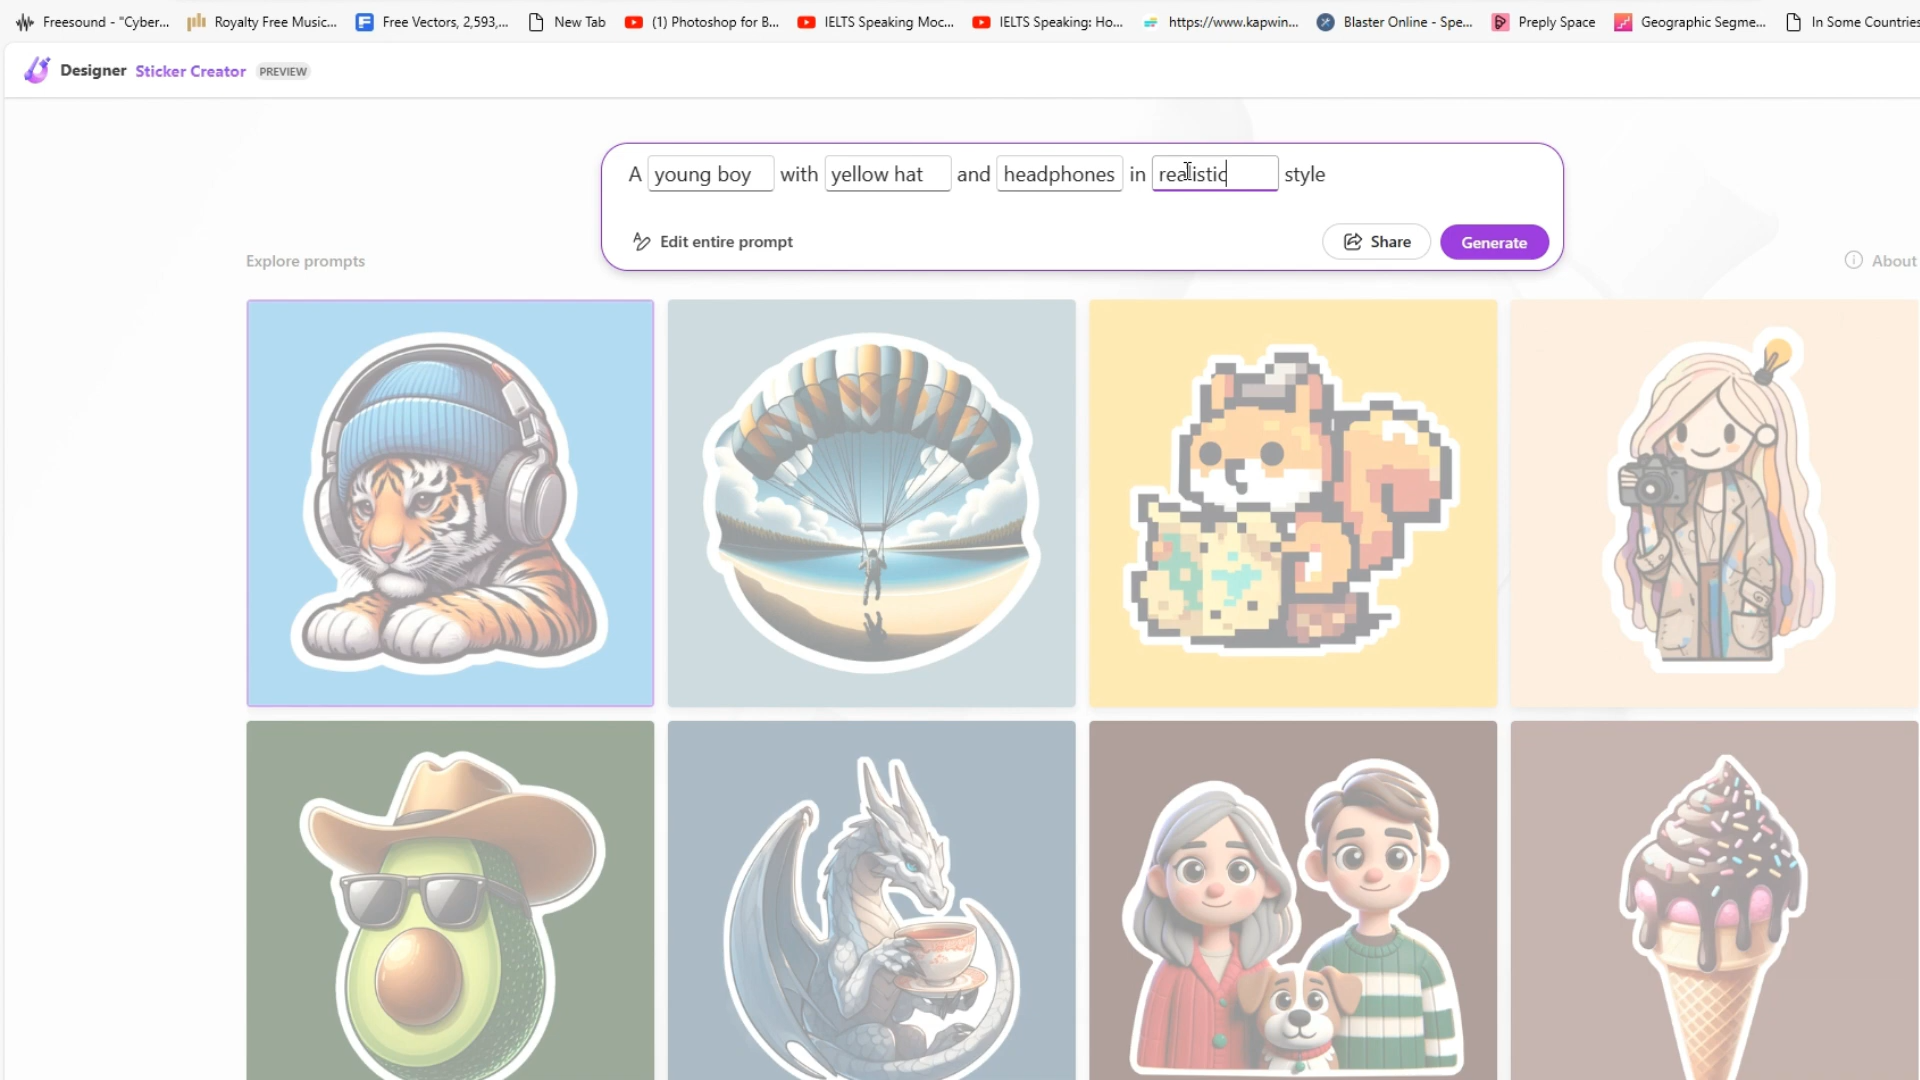 Freesound - "Cyber... Royalty Free Music... Free Vectors, 2,593,... New Tab (1) Photoshop for B... IELTS Speaking Moc... IELTS Speaking: Ho... https://www.kapwin... Blaster Online - Spe... Preply Space Geographic Segme... In Some Countries
Designer Sticker Creator PREVIEW
A young boy with yellow hat and headphones in realistic style
Edit entire prompt Share Generate
Explore prompts About